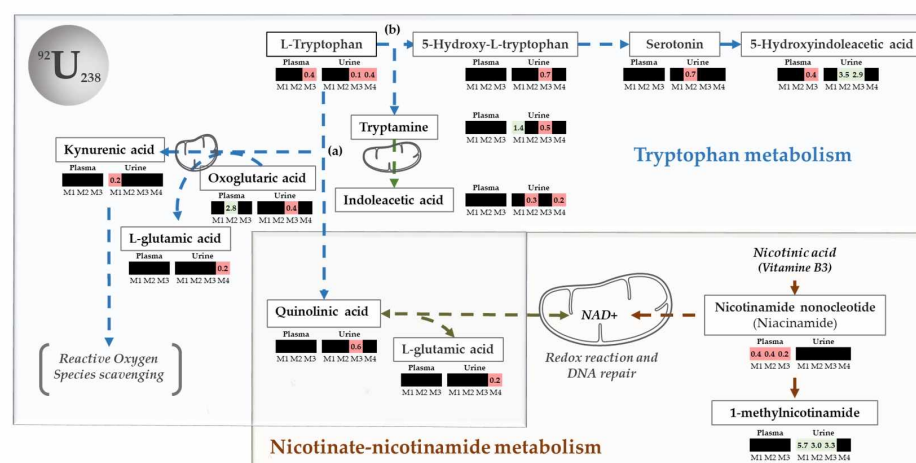 92 U 238
(b)
L-Tryptophan
5-Hydroxy-L-tryptophan
Serotonin
5-Hydroxyindoleacetic acid
Plasma Urine
0.4 0.1 0.4
M1 M2 M3 M1 M2 M3 M4
Plasma Urine
0.7
M1 M2 M3 M1 M2 M3 M4
Plasma Urine
0.7
M1 M2 M3 M1 M2 M3 M4
Plasma Urine
0.4 3.5 2.9
M1 M2 M3 M1 M2 M3 M4
Tryptamine
Plasma Urine
1.4 0.5
M1 M2 M3 M1 M2 M3 M4
Tryptophan metabolism
Kynurenic acid
(a)
Plasma Urine
0.2
M1 M2 M3 M1 M2 M3 M4
Oxoglutaric acid
Plasma Urine
2.8 0.4
M1 M2 M3 M1 M2 M3 M4
Indoleacetic acid
Plasma Urine
0.3 0.2
M1 M2 M3 M1 M2 M3 M4
L-glutamic acid
Plasma Urine
0.2
M1 M2 M3 M1 M2 M3 M4
Nicotinic acid
(Vitamine B3)
Quinolinic acid
Plasma Urine
0.6
M1 M2 M3 M1 M2 M3 M4
NAD+
Nicotinamide nonocleotide
(Niacinamide)
Plasma Urine
0.4 0.4 0.2
M1 M2 M3 M1 M2 M3 M4
L-glutamic acid
Plasma Urine
0.2
M1 M2 M3 M1 M2 M3 M4
Redox reaction and
DNA repair
Reactive Oxygen
Species scavenging
1-methylnicotinamide
Plasma Urine
5.7 3.0 3.3
M1 M2 M3 M1 M2 M3 M4
Nicotinate-nicotinamide metabolism